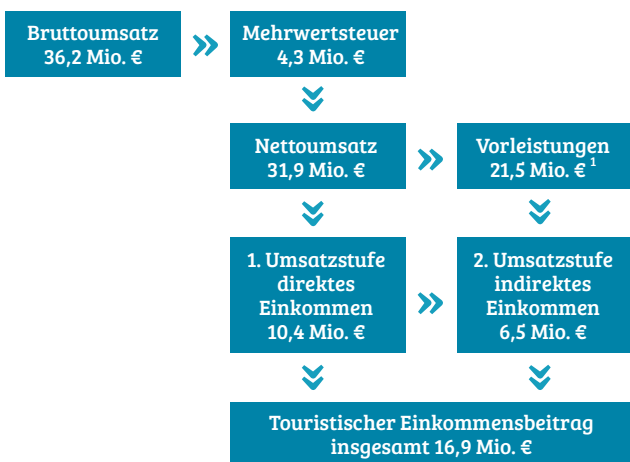 Bruttoumsatz
36,2 Mio. €
Mehrwertsteuer
4,3 Mio. €
Nettoumsatz
31,9 Mio. €
Vorleistungen
21,5 Mio. € ¹
1. Umsatzstufe
direktes
Einkommen
10,4 Mio. €
2. Umsatzstufe
indirektes
Einkommen
6,5 Mio. €
Touristischer Einkommensbeitrag
insgesamt 16,9 Mio. €